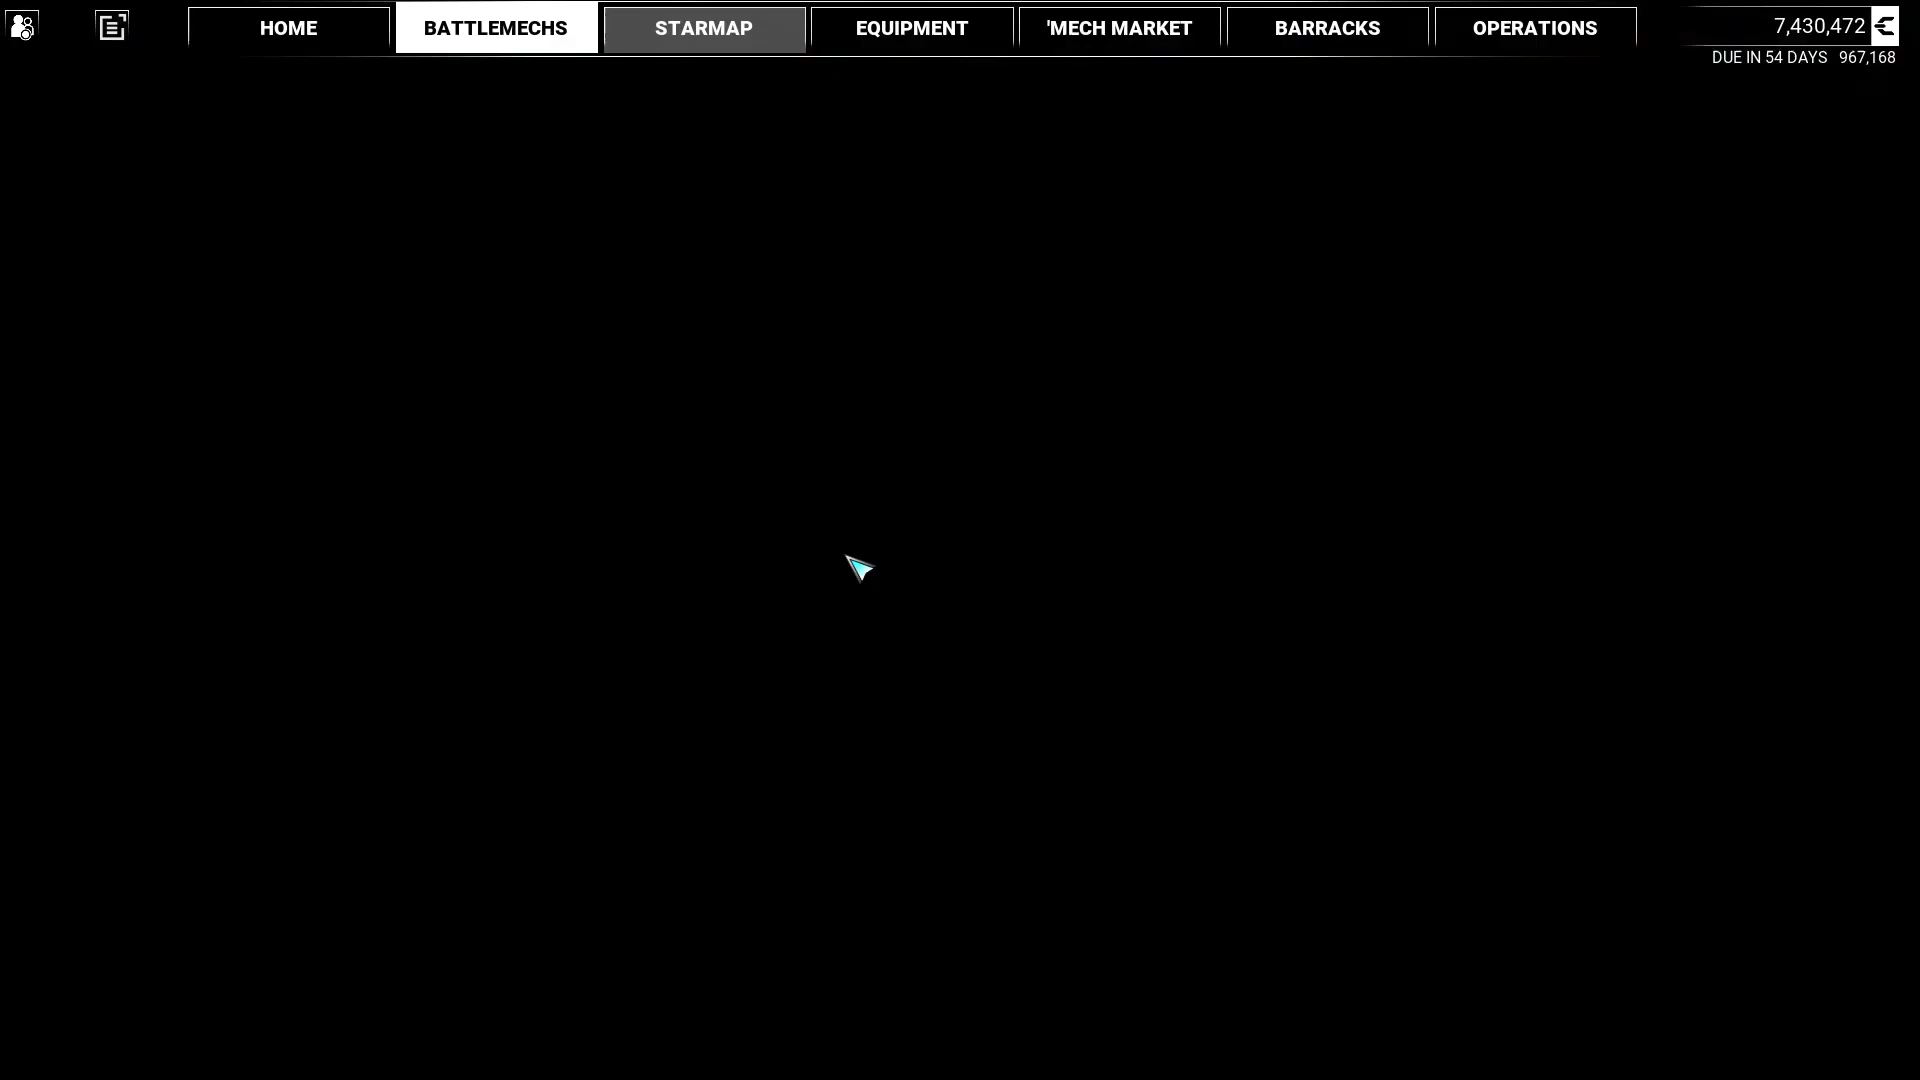 HOME
BATTLEMECHS
STARMAP
EQUIPMENT
'MECH MARKET
BARRACKS
OPERATIONS
7,430,472
DUE IN 54 DAYS 967,168